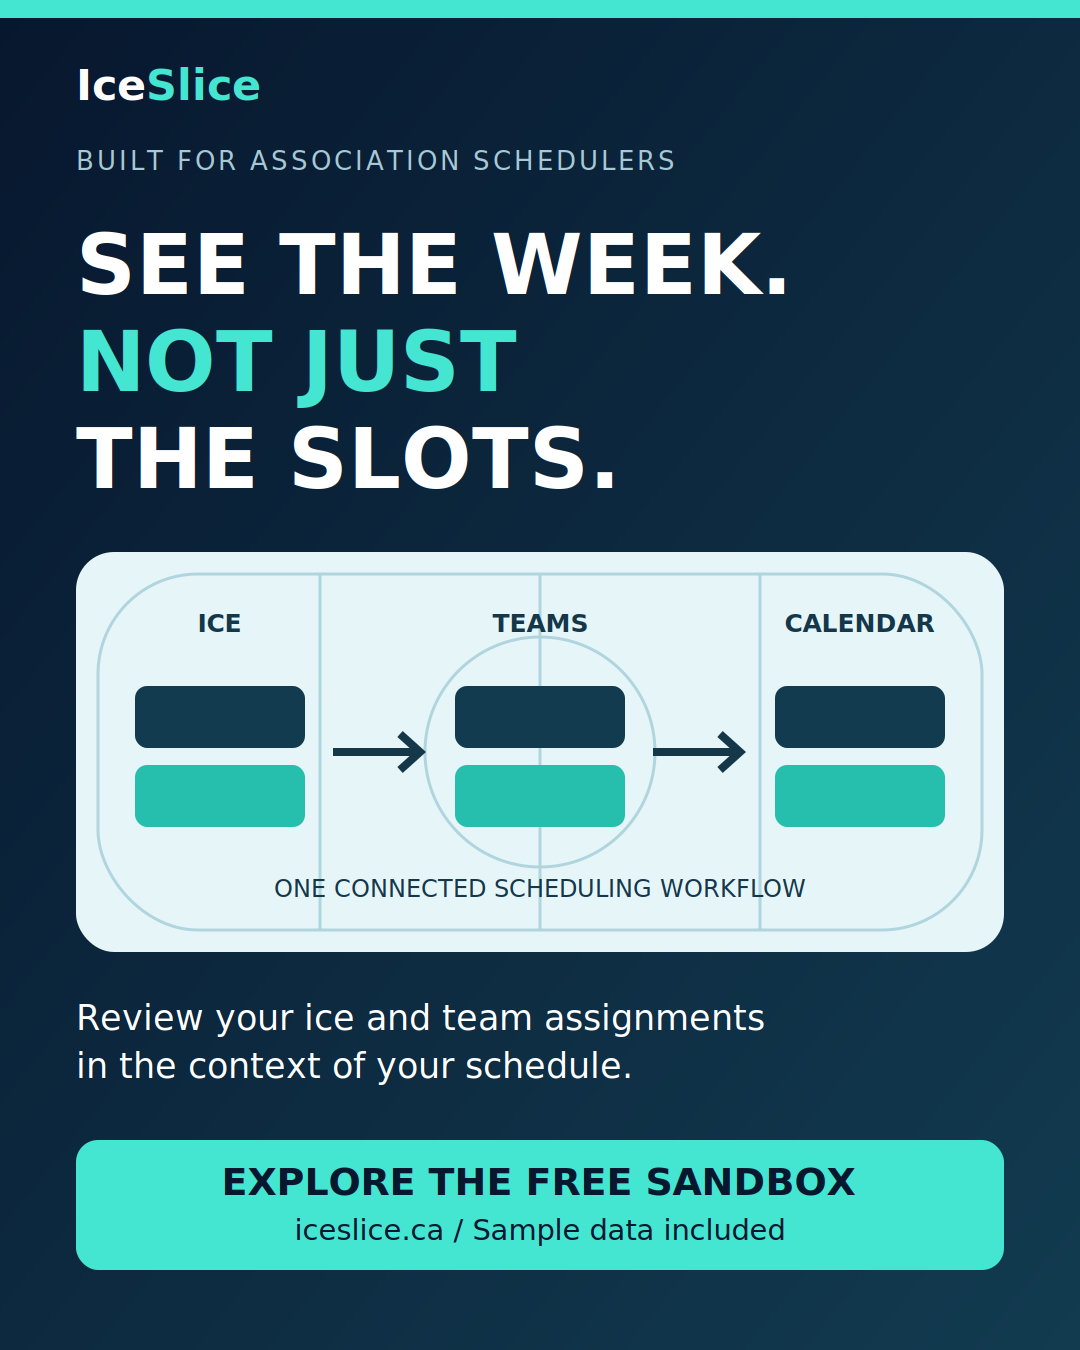 IceSlice
BUILT FOR ASSOCIATION SCHEDULERS
SEE THE WEEK.
NOT JUST
THE SLOTS.
ICE
TEAMS
CALENDAR
ONE CONNECTED SCHEDULING WORKFLOW
Review your ice and team assignments
in the context of your schedule.
EXPLORE THE FREE SANDBOX
iceslice.ca / Sample data included